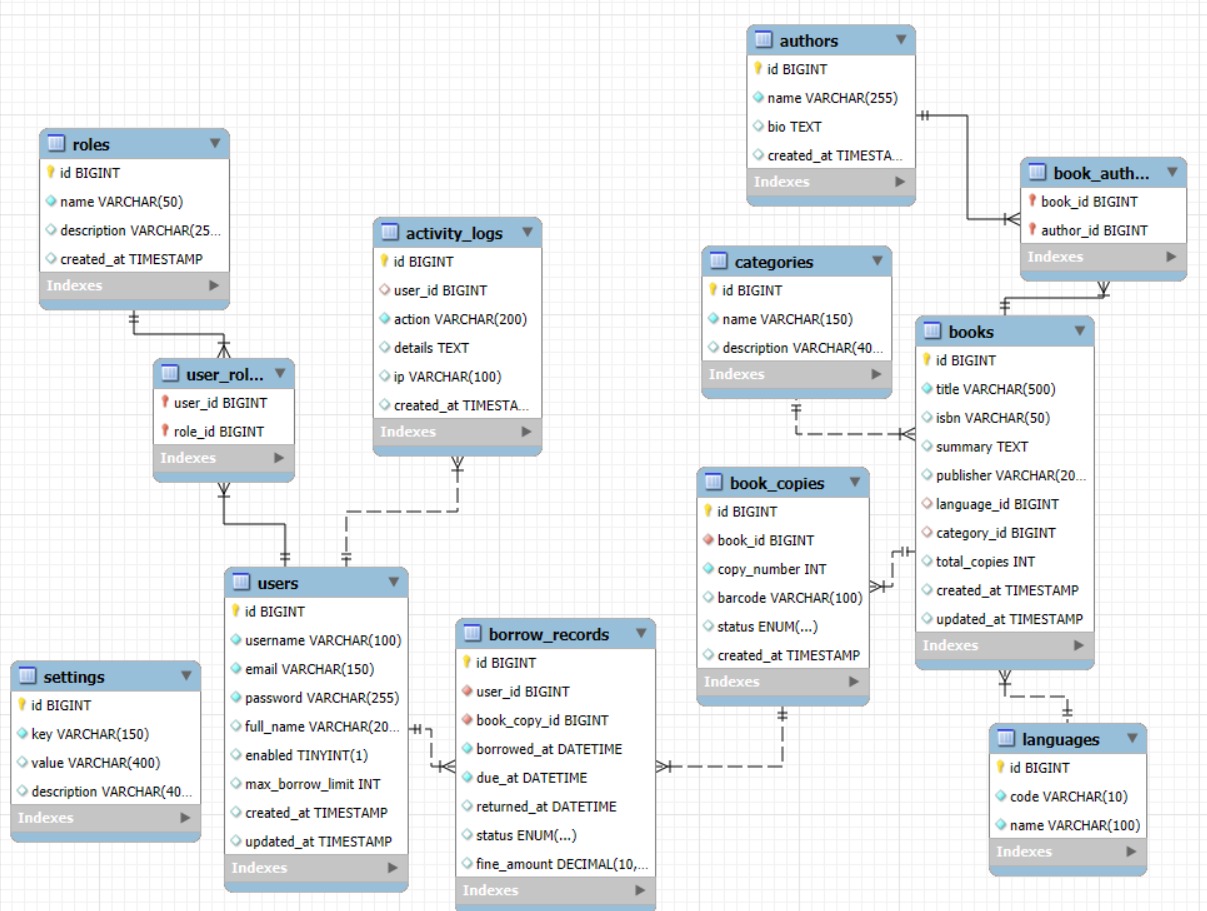 authors
id BIGINT
name VARCHAR(255)
bio TEXT
created_at TIMESTA...
Indexes
roles
id BIGINT
name VARCHAR(50)
description VARCHAR(25...
created_at TIMESTAMP
Indexes
book_auth...
book_id BIGINT
author_id BIGINT
Indexes
activity_logs
id BIGINT
user_id BIGINT
action VARCHAR(200)
details TEXT
ip VARCHAR(100)
created_at TIMESTA...
Indexes
categories
id BIGINT
name VARCHAR(150)
description VARCHAR(40...
Indexes
books
id BIGINT
title VARCHAR(500)
isbn VARCHAR(50)
summary TEXT
publisher VARCHAR(20...
language_id BIGINT
category_id BIGINT
total_copies INT
created_at TIMESTAMP
updated_at TIMESTAMP
Indexes
user_rol...
user_id BIGINT
role_id BIGINT
Indexes
book_copies
id BIGINT
book_id BIGINT
copy_number INT
barcode VARCHAR(100)
status ENUM(...)
created_at TIMESTAMP
Indexes
users
id BIGINT
username VARCHAR(100)
email VARCHAR(150)
password VARCHAR(255)
full_name VARCHAR(20...
enabled TINYINT(1)
max_borrow_limit INT
created_at TIMESTAMP
updated_at TIMESTAMP
Indexes
borrow_records
id BIGINT
user_id BIGINT
book_copy_id BIGINT
borrowed_at DATETIME
due_at DATETIME
returned_at DATETIME
status ENUM(...)
fine_amount DECIMAL(10,...
Indexes
settings
id BIGINT
key VARCHAR(150)
value VARCHAR(400)
description VARCHAR(40...
Indexes
languages
id BIGINT
code VARCHAR(10)
name VARCHAR(100)
Indexes